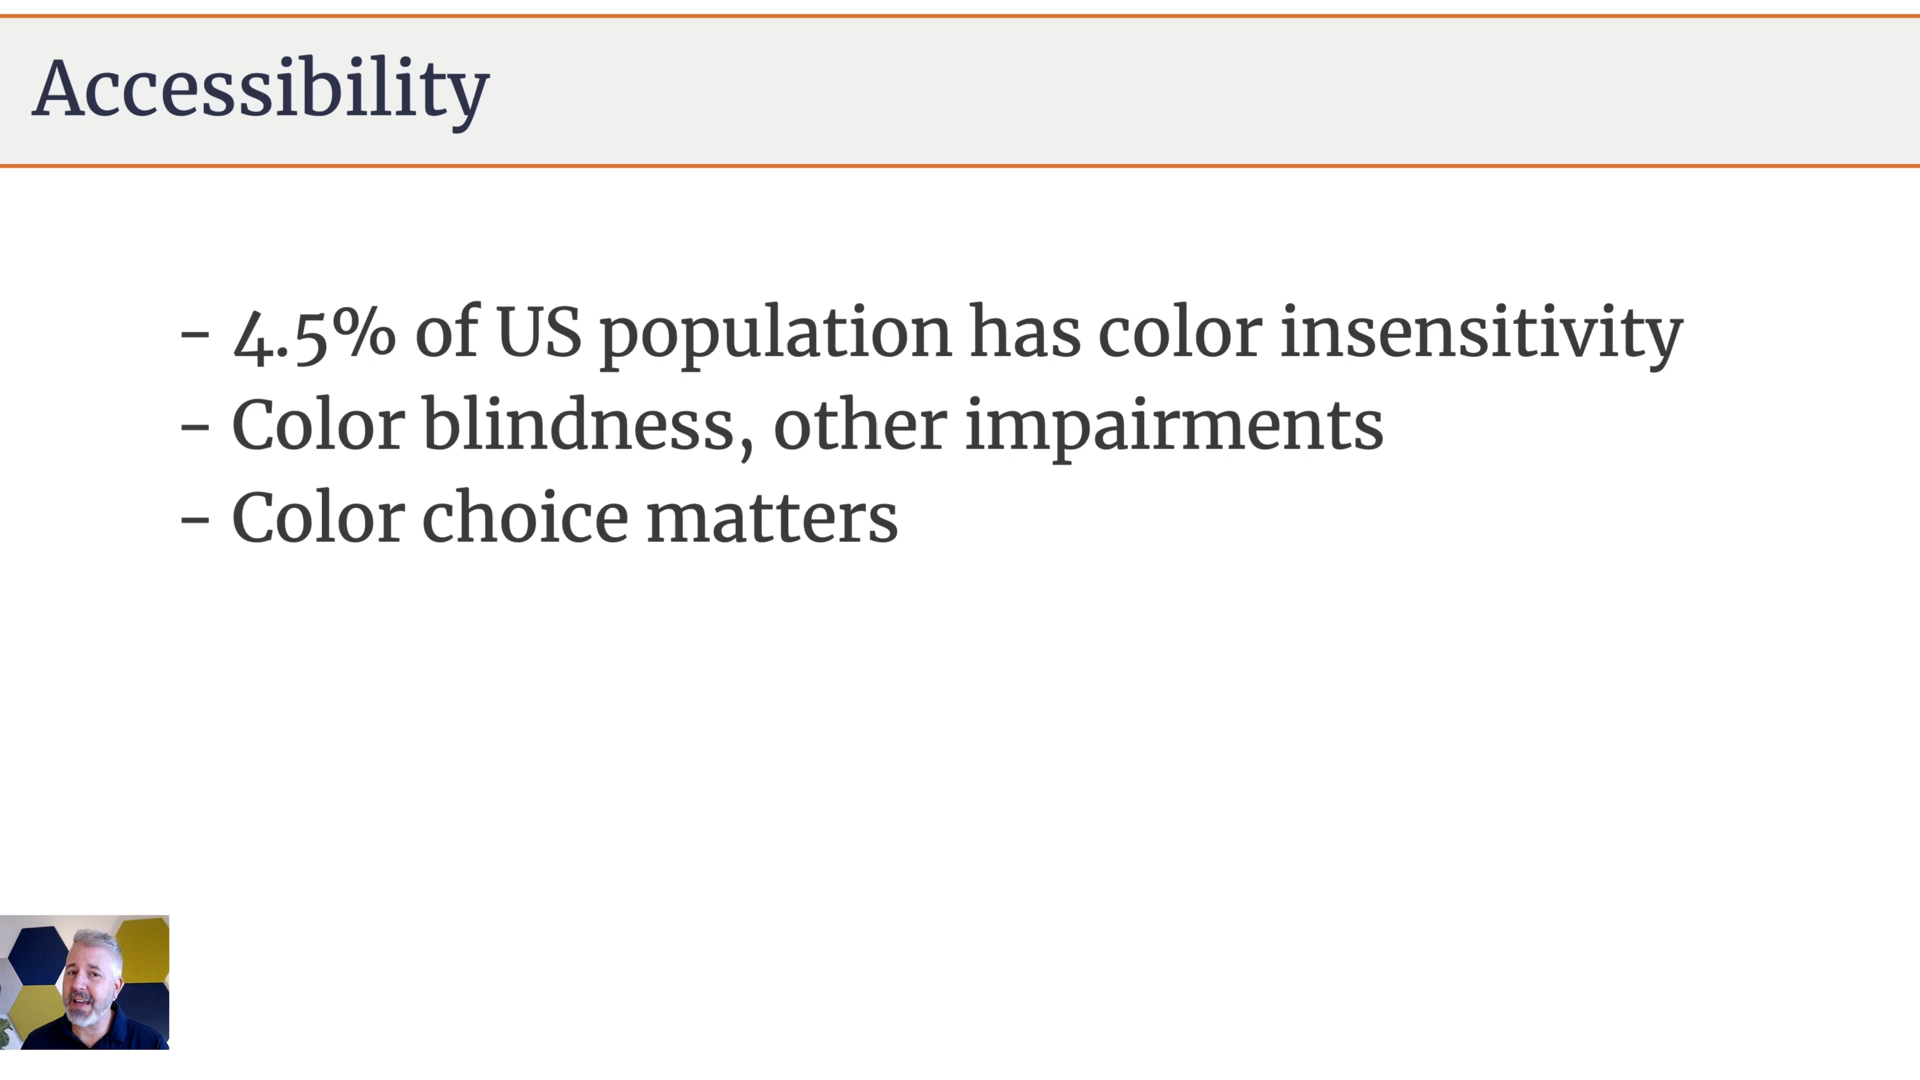 Accessibility
- 4.5% of US population has color insensitivity
- Color blindness, other impairments
- Color choice matters